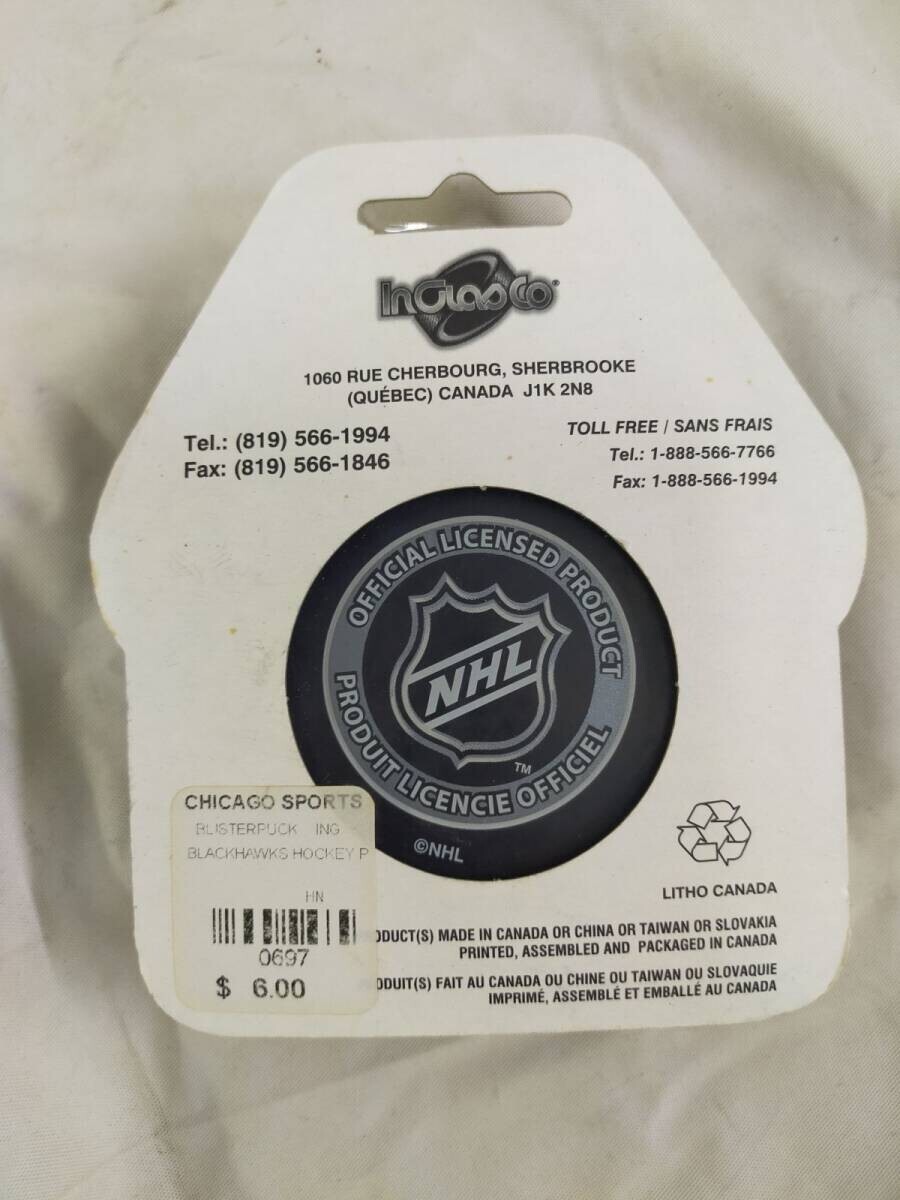 InGlasCo®
1060 RUE CHERBOURG, SHERBROOKE
(QUÉBEC) CANADA J1K 2N8
Tel.: (819) 566-1994
Fax: (819) 566-1846
TOLL FREE / SANS FRAIS
Tel.: 1-888-566-7766
Fax: 1-888-566-1994
OFFICIAL LICENSED PRODUCT
NHL
TM
PRODUIT LICENCIE OFFICIEL
©NHL
CHICAGO SPORTS
BLISTERPUCK ING
BLACKHAWKS HOCKEY P
HN
0697
$ 6.00
LITHO CANADA
ODUCT(S) MADE IN CANADA OR CHINA OR TAIWAN OR SLOVAKIA
PRINTED, ASSEMBLED AND PACKAGED IN CANADA
ODUIT(S) FAIT AU CANADA OU CHINE OU TAIWAN OU SLOVAQUIE
IMPRIMÉ, ASSEMBLÉ ET EMBALLÉ AU CANADA